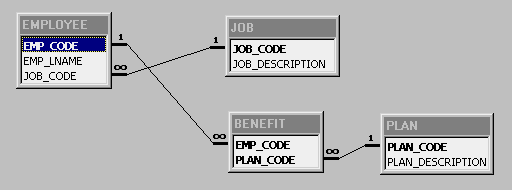 EMPLOYEE
EMP_CODE
EMP_LNAME
JOB_CODE
1
∞
1
JOB
JOB_CODE
JOB_DESCRIPTION
∞
BENEFIT
EMP_CODE
PLAN_CODE
∞
1
PLAN
PLAN_CODE
PLAN_DESCRIPTION